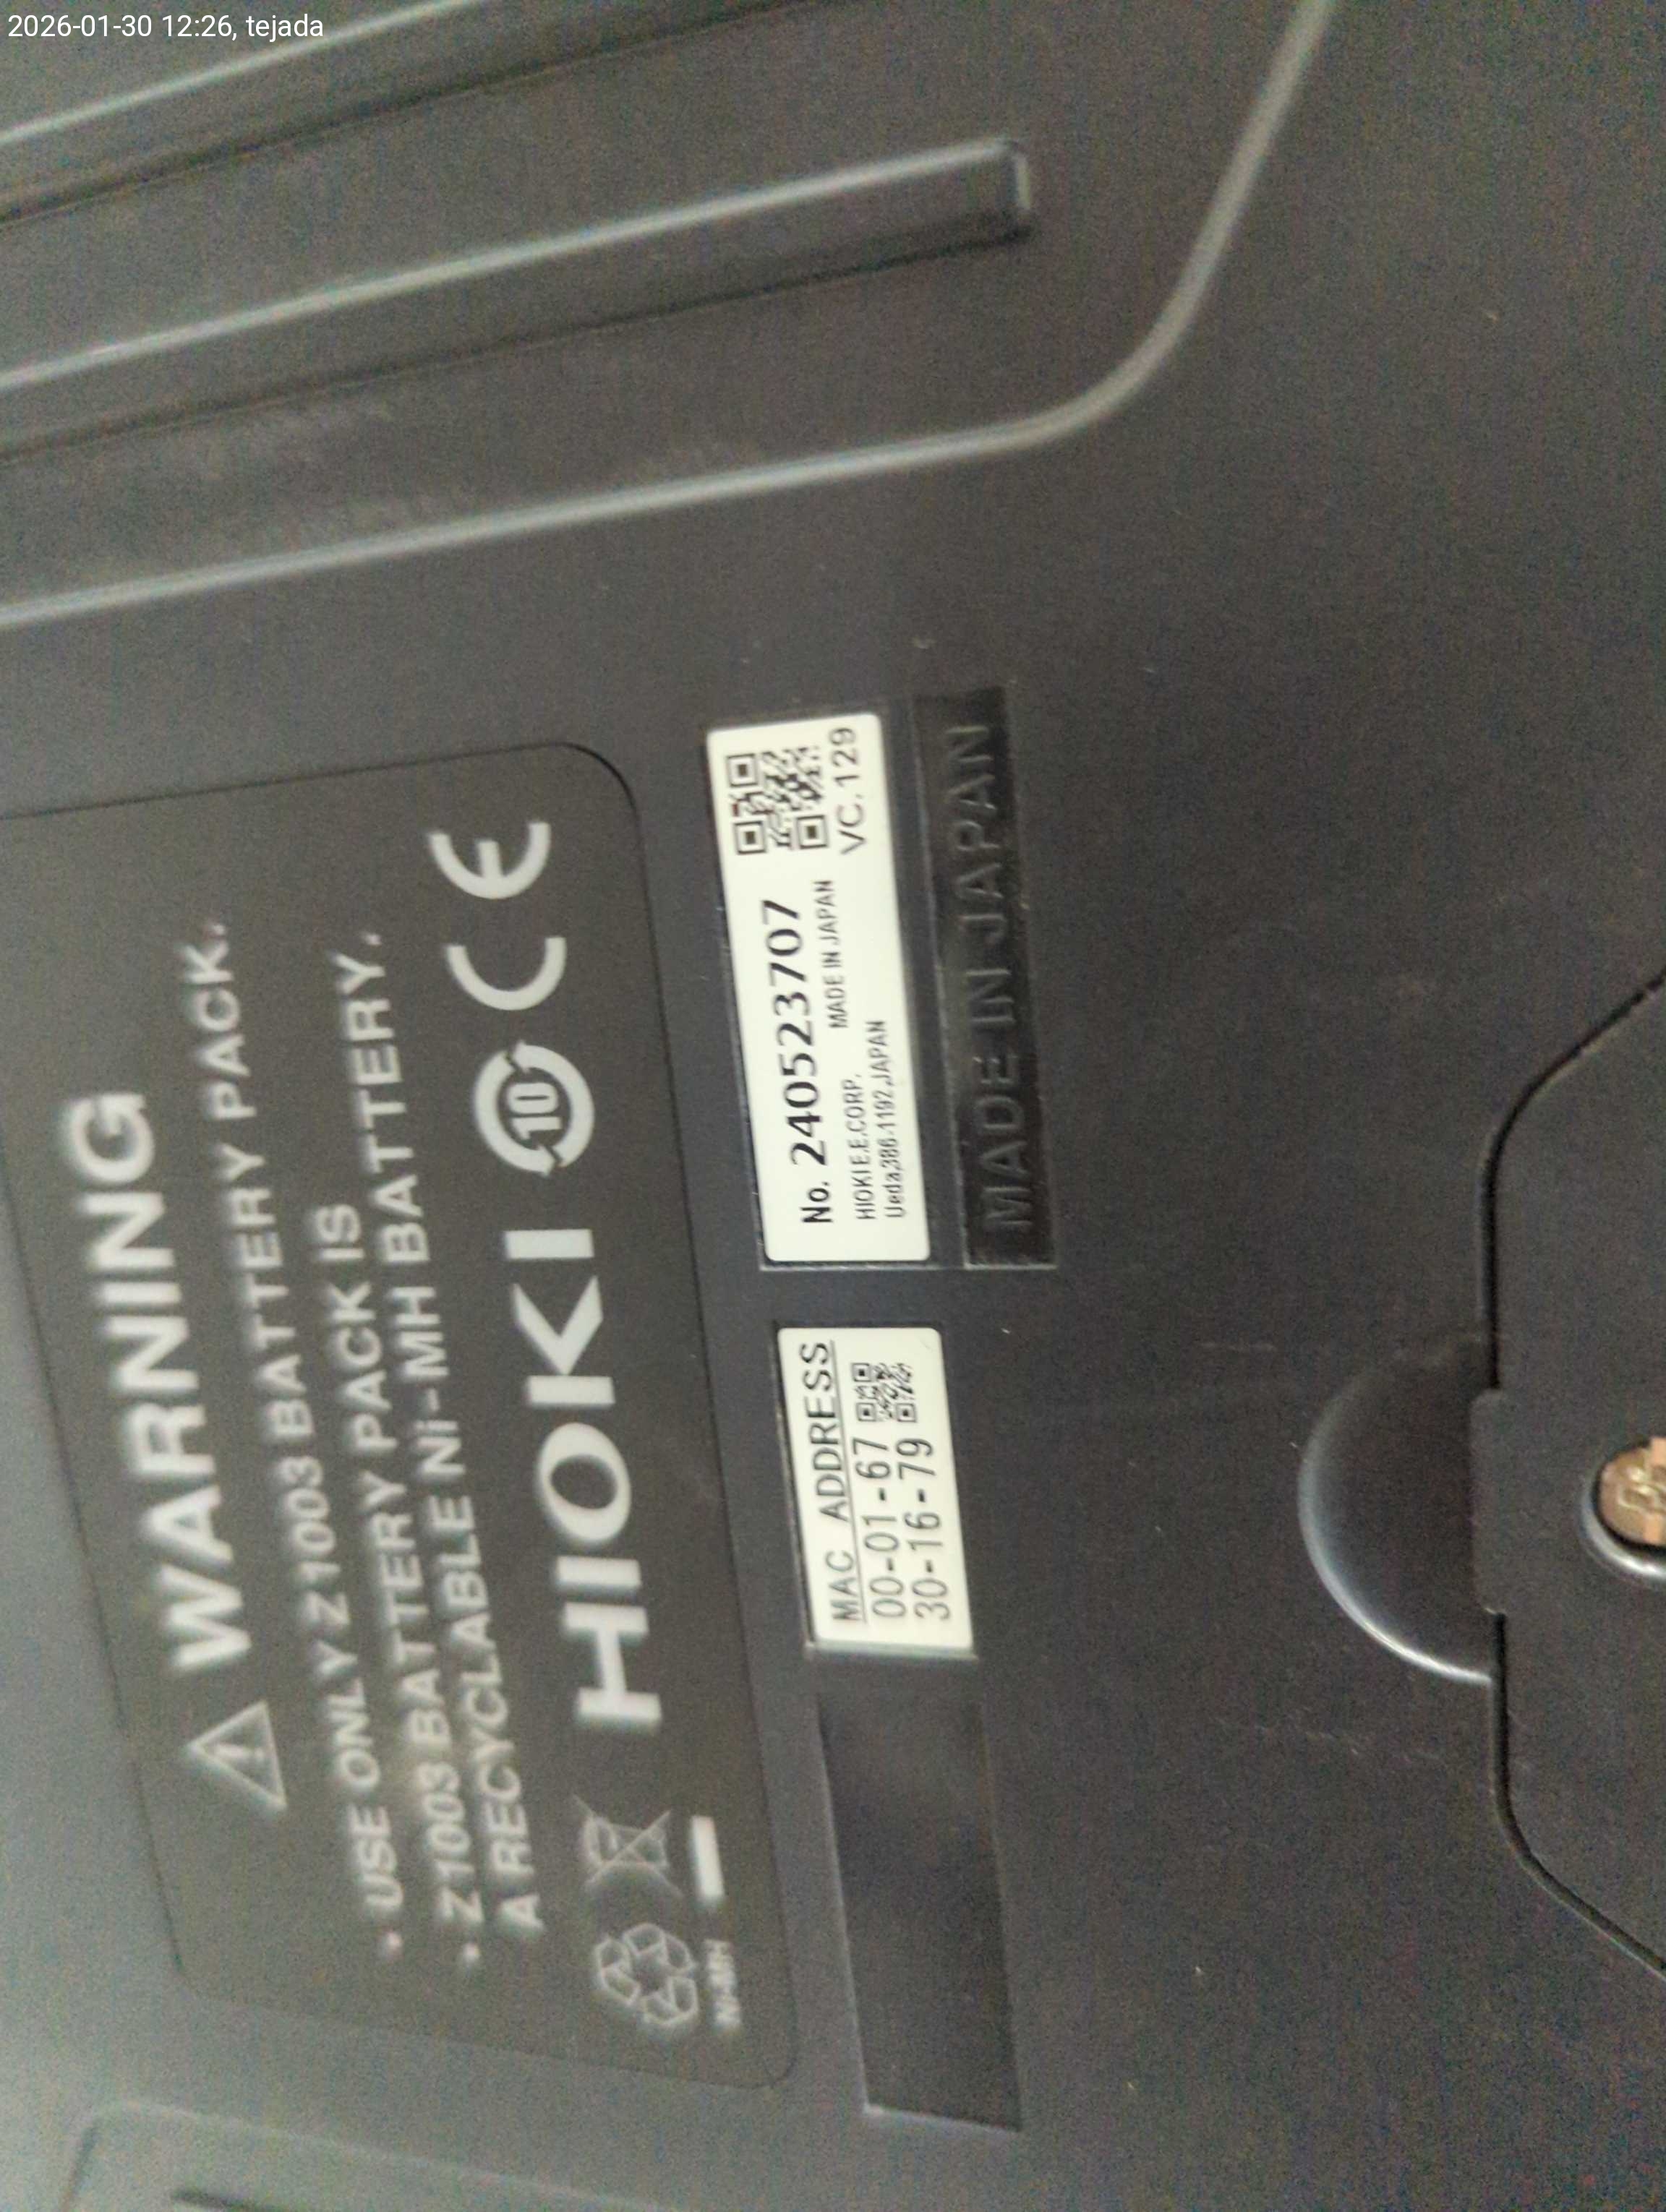 2026-01-30 12:26, tejada
WARNING
• USE ONLY Z1003 BATTERY PACK.
• Z1003 BATTERY PACK IS
A RECYCLABLE Ni-MH BATTERY.
Ni-MH
HIOKI 10 CE
MAC ADDRESS
00-01-67
30-16-79
No. 240523707
MADE IN JAPAN
HIOKI E.E.CORP.
Ueda,386-1192,JAPAN
VC.129
MADE IN JAPAN